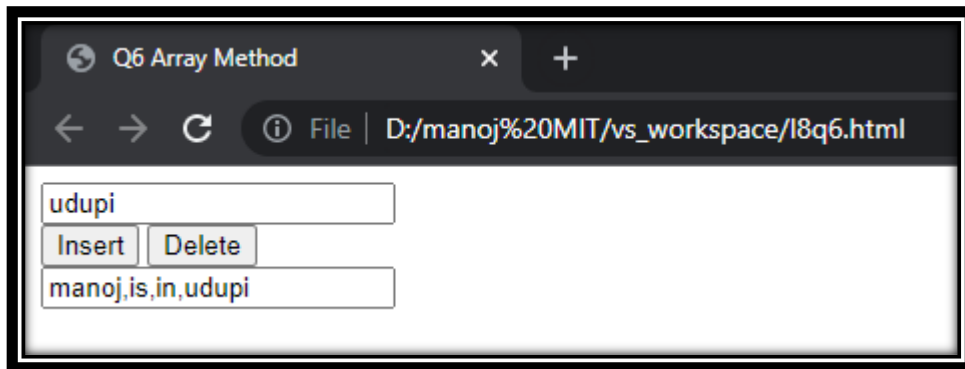 Q6 Array Method
File D:/manoj%20MIT/vs_workspace/l8q6.html
udupi
Insert Delete
manoj,is,in,udupi